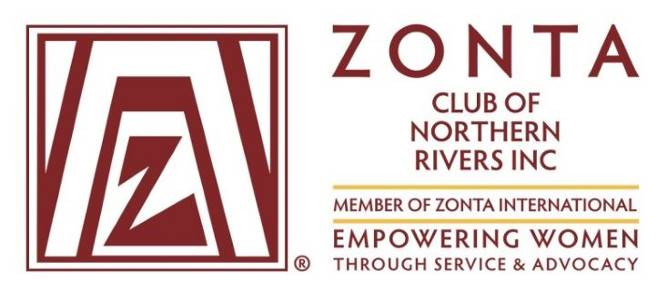 Z
®
ZONTA
CLUB OF
NORTHERN
RIVERS INC
MEMBER OF ZONTA INTERNATIONAL
EMPOWERING WOMEN
THROUGH SERVICE & ADVOCACY